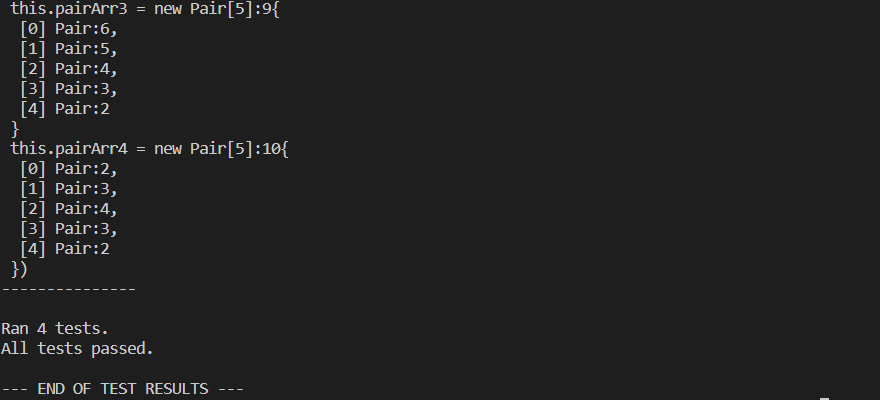 this.pairArr3 = new Pair[5]:9{
[0] Pair:6,
[1] Pair:5,
[2] Pair:4,
[3] Pair:3,
[4] Pair:2
}
this.pairArr4 = new Pair[5]:10{
[0] Pair:2,
[1] Pair:3,
[2] Pair:4,
[3] Pair:3,
[4] Pair:2
})
---------------
Ran 4 tests.
All tests passed.
--- END OF TEST RESULTS ---